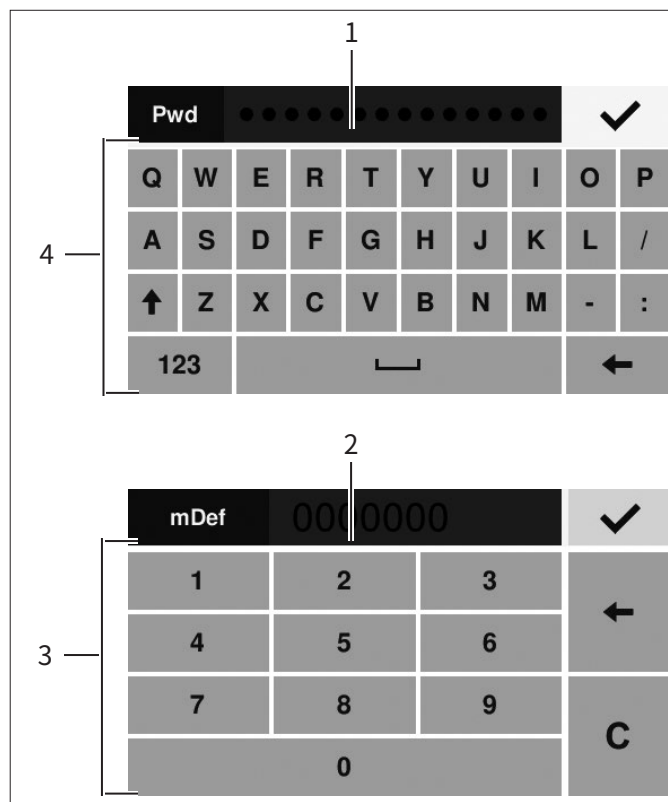 1
Pwd
Q W E R T Y U I O P
4
A S D F G H J K L /
Z X C V B N M - :
123
2
mDef 0000000
1 2 3
4 5 6
3
7 8 9
C
0